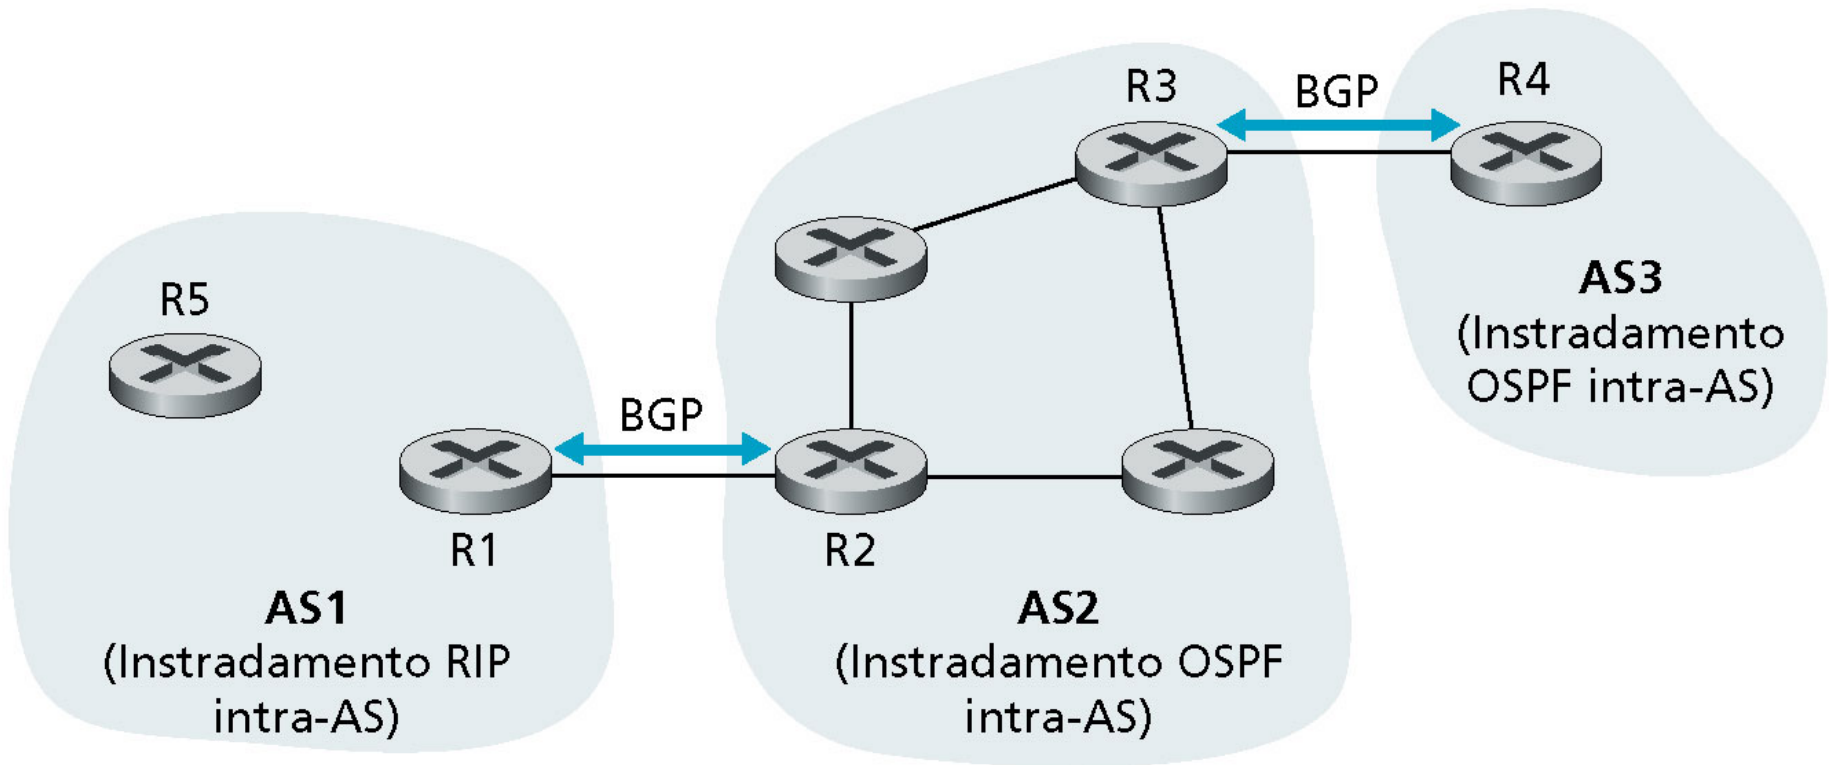 R3
BGP
R4
R5
AS3
(Instradamento
OSPF intra-AS)
BGP
R1
R2
AS1
(Instradamento RIP
intra-AS)
AS2
(Instradamento OSPF
intra-AS)